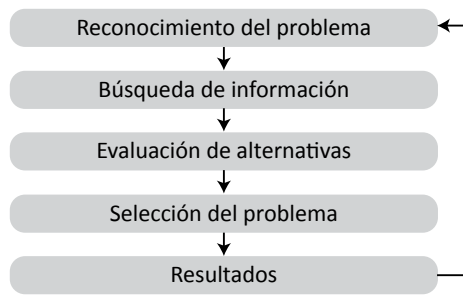 Reconocimiento del problema
Búsqueda de información
Evaluación de alternativas
Selección del problema
Resultados